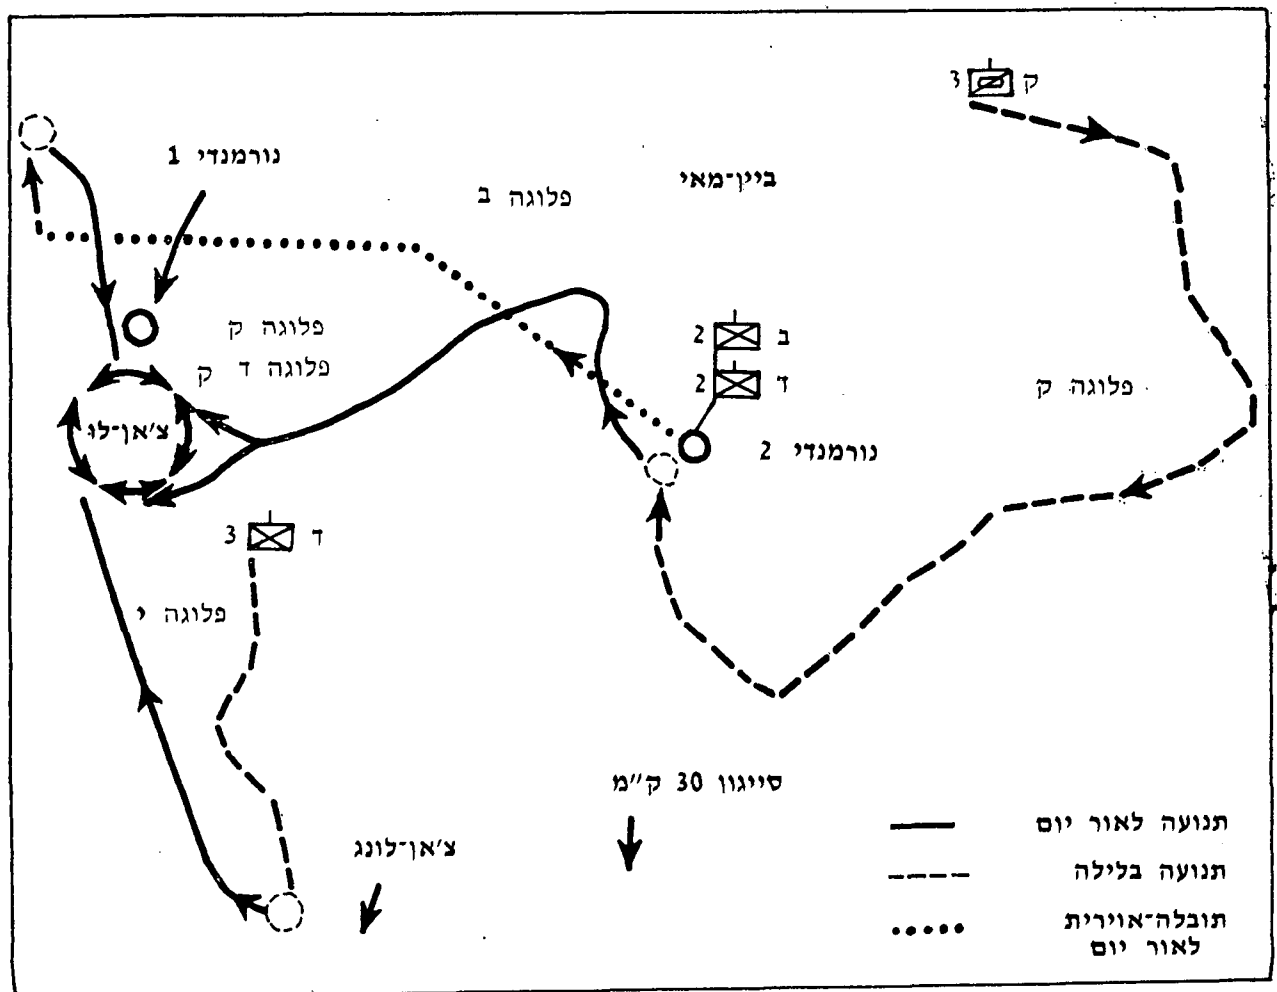 3 ק
נורמנדי 1
ביין-מאי
פלוגה ב
פלוגה ק
פלוגה ד ק
2 ב
2 ד
פלוגה ק
צ'אן-לו
נורמנדי 2
3 ד
פלוגה י
סייגון 30 ק"מ
צ'אן-לונג
תנועה לאור יום
תנועה בלילה
תובלה-אוירית
לאור יום